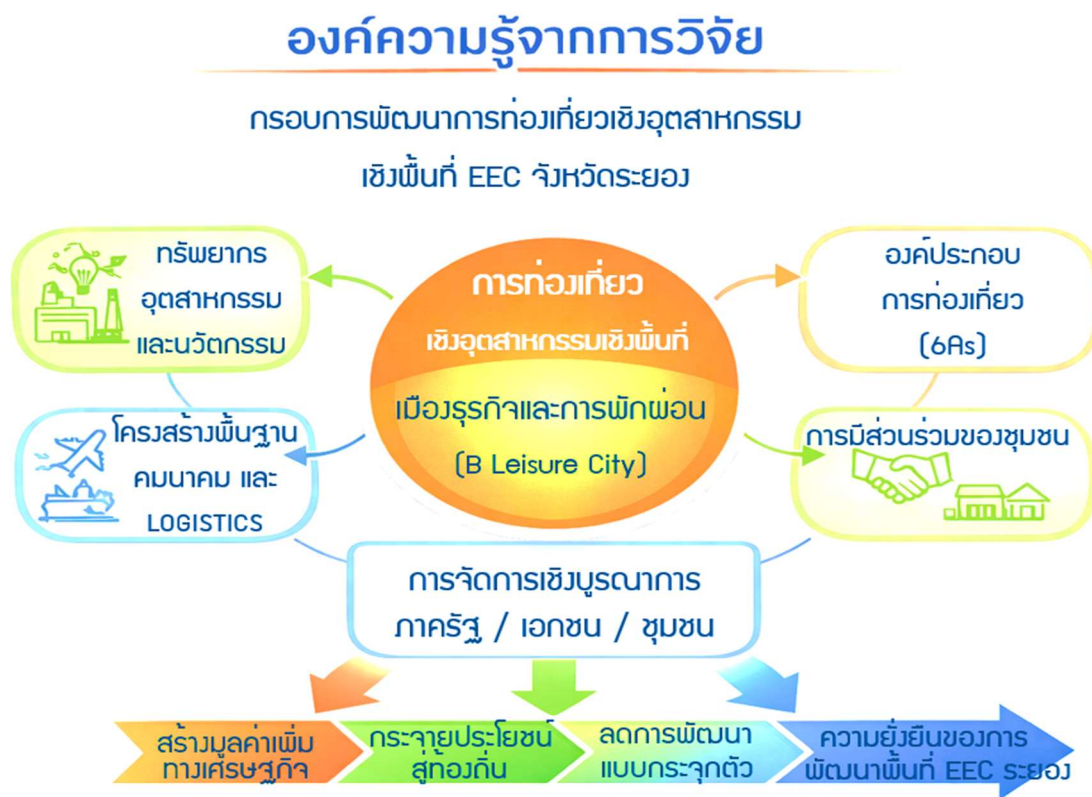 องค์ความรู้จากการวิจัย
กรอบการพัฒนาการท่องเที่ยวเชิงอุตสาหกรรม
เชิงพื้นที่ EEC จังหวัดระยอง
ทรัพยากร
อุตสาหกรรม
และนวัตกรรม
โครงสร้างพื้นฐาน
คมนาคม และ
LOGISTICS
การท่องเที่ยว
เชิงอุตสาหกรรมเชิงพื้นที่
เมืองธุรกิจและการพักผ่อน
(B Leisure City)
องค์ประกอบ
การท่องเที่ยว
(6As)
การมีส่วนร่วมของชุมชน
การจัดการเชิงบูรณาการ
ภาครัฐ / เอกชน / ชุมชน
สร้างมูลค่าเพิ่ม
ทางเศรษฐกิจ
กระจายประโยชน์
สู่ท้องถิ่น
ลดการพัฒนา
แบบกระจุกตัว
ความยั่งยืนของการ
พัฒนาพื้นที่ EEC ระยอง